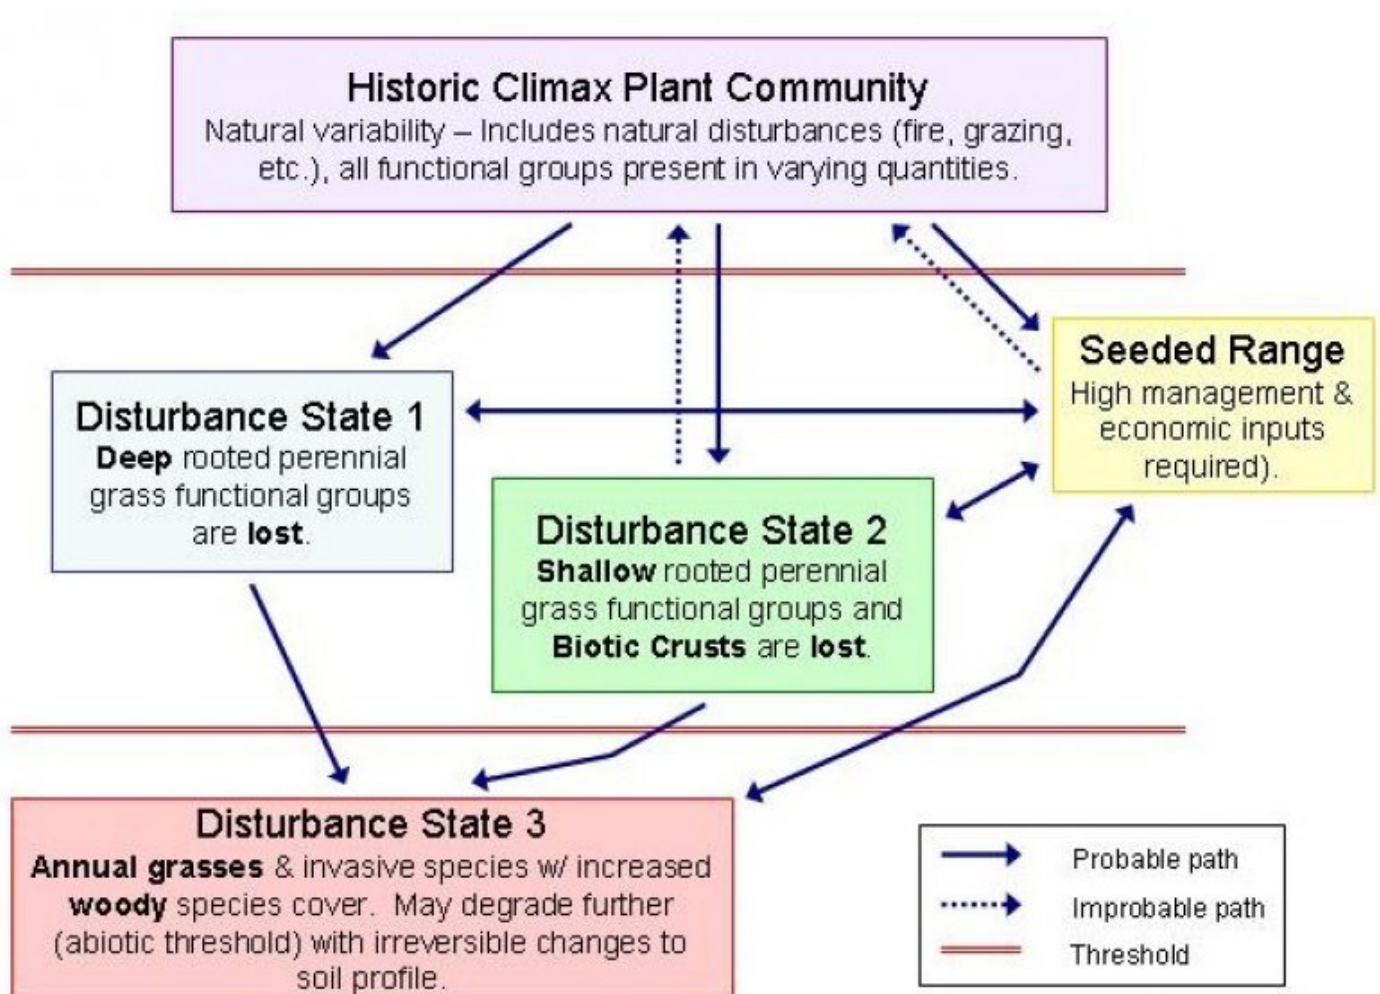 Historic Climax Plant Community
Natural variability – Includes natural disturbances (fire, grazing,
etc.), all functional groups present in varying quantities.
Seeded Range
High management &
economic inputs
required).
Disturbance State 1
Deep rooted perennial
grass functional groups
are lost.
Disturbance State 2
Shallow rooted perennial
grass functional groups and
Biotic Crusts are lost.
Disturbance State 3
Annual grasses & invasive species w/ increased
woody species cover. May degrade further
(abiotic threshold) with irreversible changes to
soil profile.
Probable path
Improbable path
Threshold